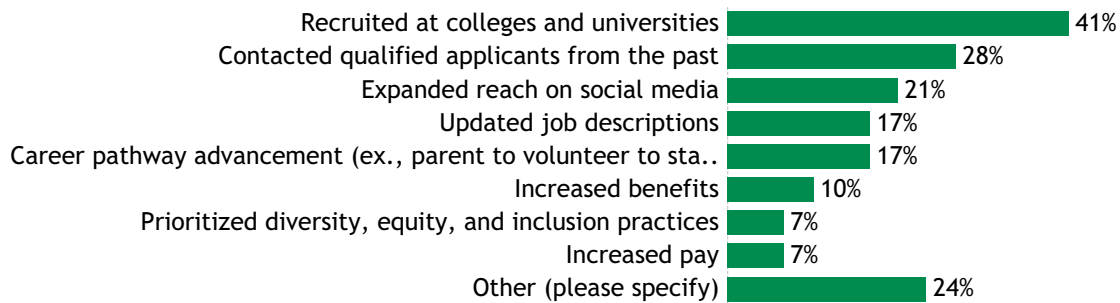 Recruited at colleges and universities 41%
Contacted qualified applicants from the past 28%
Expanded reach on social media 21%
Updated job descriptions 17%
Career pathway advancement (ex., parent to volunteer to sta.. 17%
Increased benefits 10%
Prioritized diversity, equity, and inclusion practices 7%
Increased pay 7%
Other (please specify) 24%